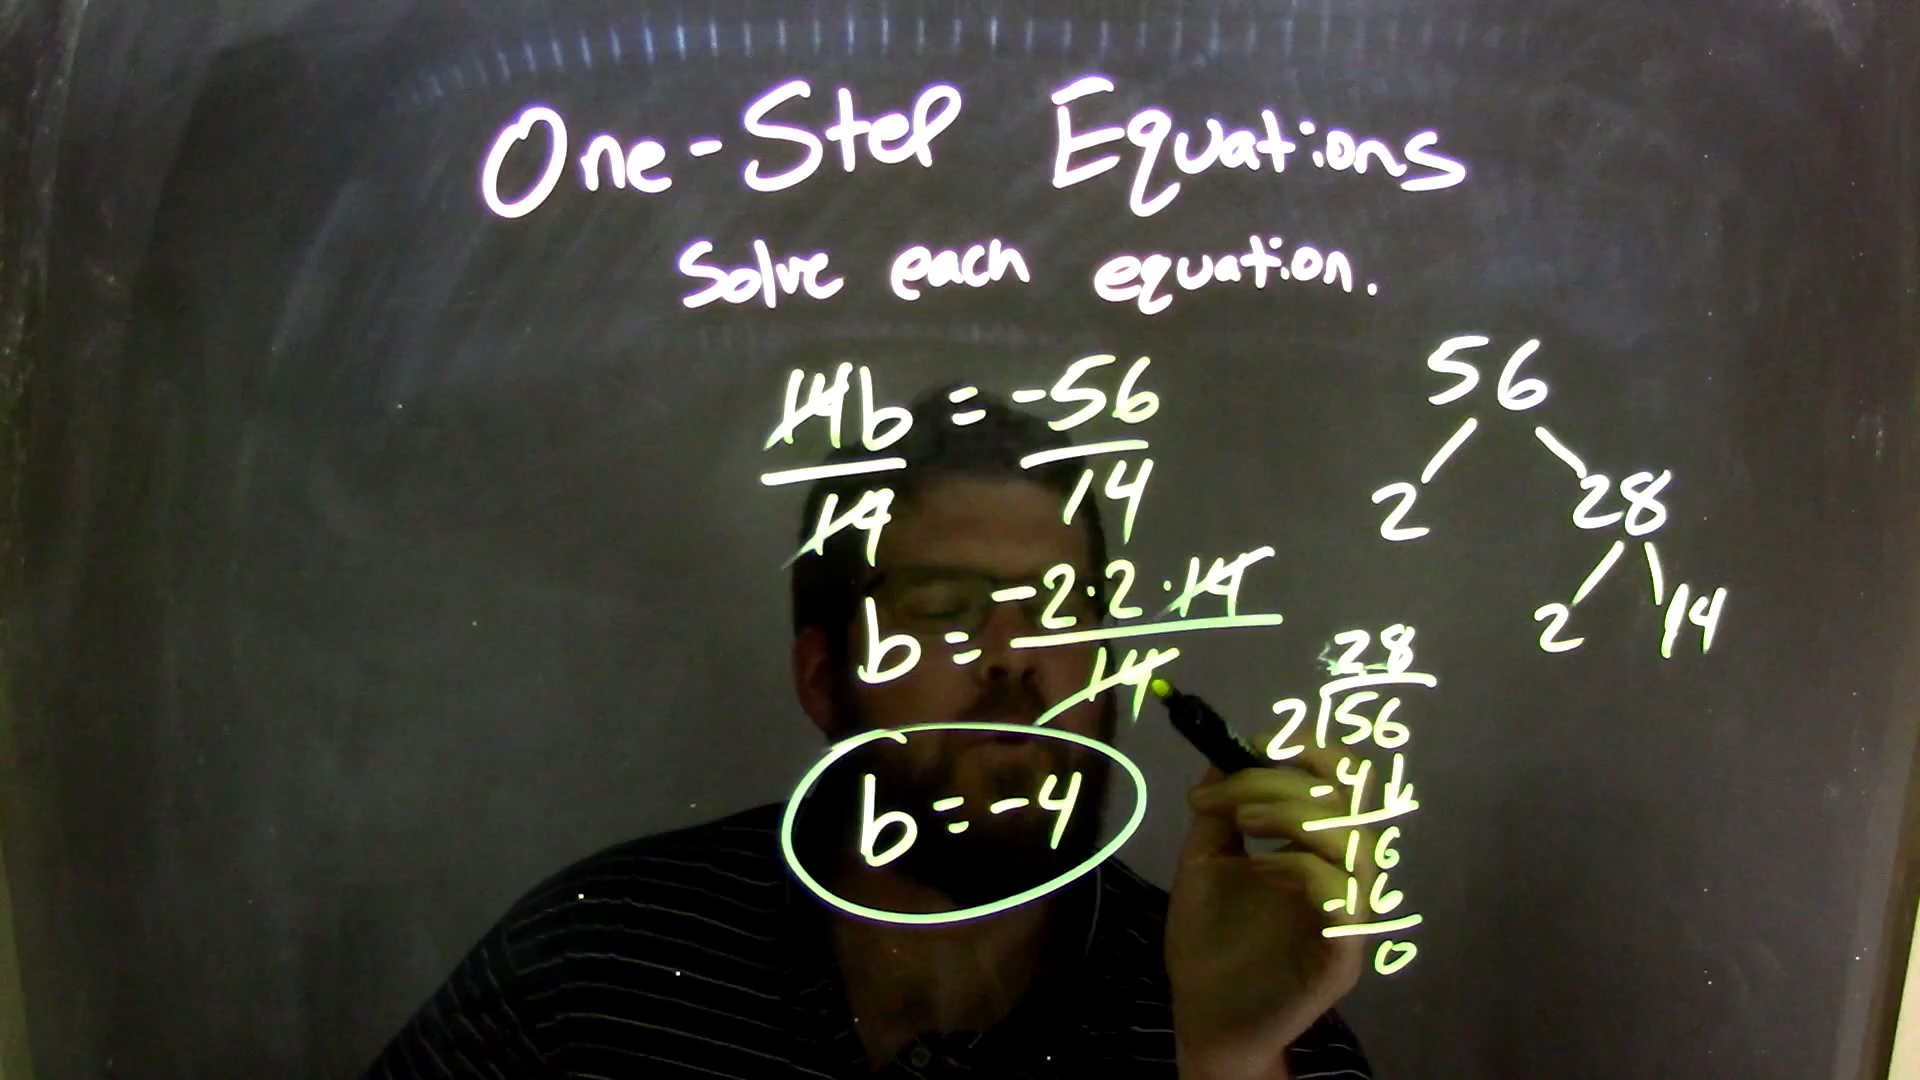 One-Step Equations
Solve each equation.
14b = -56
14 14
b = -2·2·14
14
b = -4
56
2 28
2 14
28
2 56
-4
16
-16
0